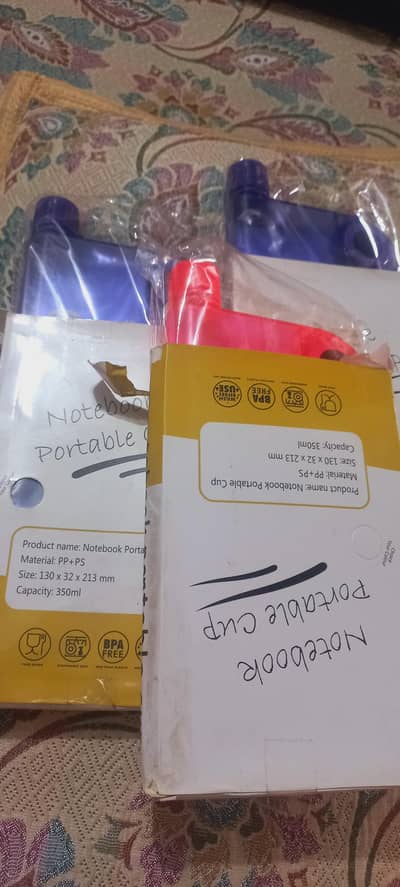 Notebook
Portable
Product name: Notebook Porta
Material: PP+PS
Size: 130 x 32 x 213 mm
Capacity: 350ml
BPA
FREE
Notebook
Portable Cup
Product name: Notebook Portable Cup
Material: PP+PS
Size: 130 x 32 x 213 mm
Capacity: 350ml
BPA
FREE